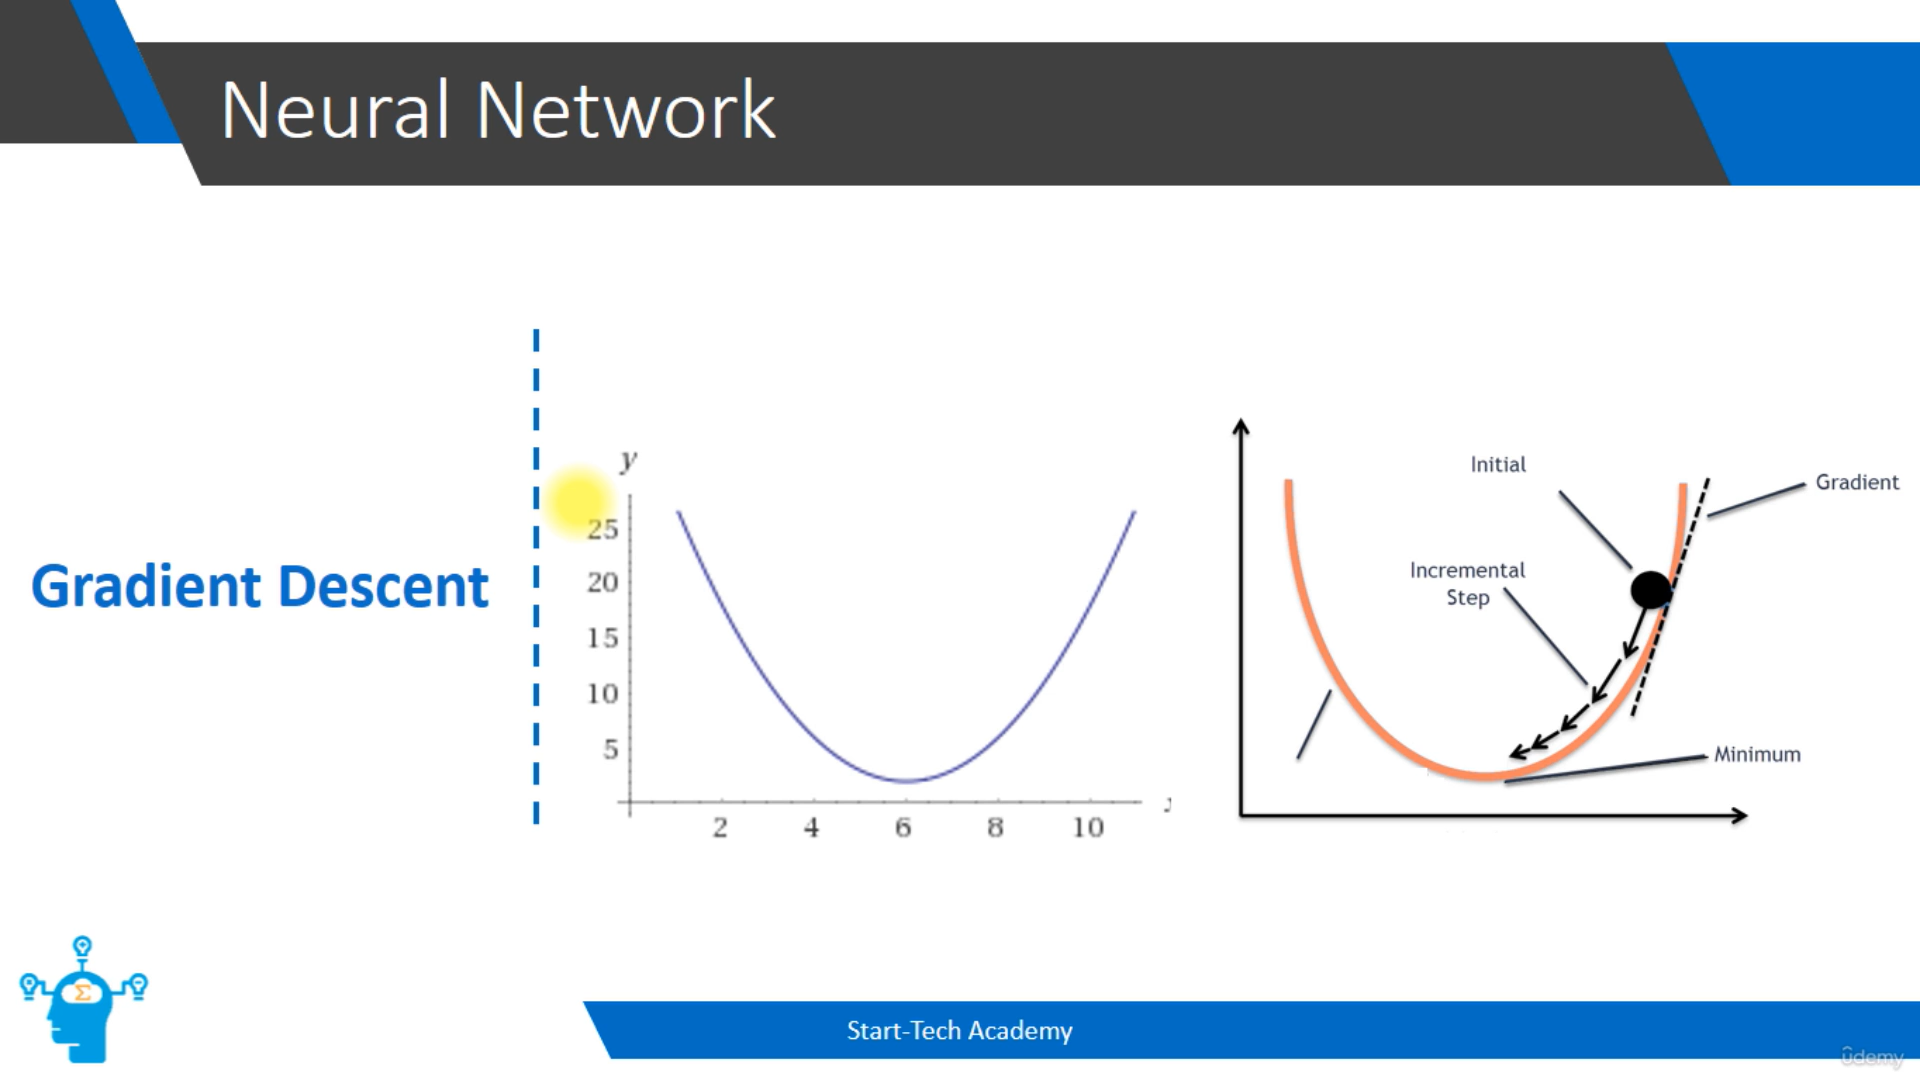 Neural Network
Gradient Descent
y
25
20
15
10
5
2 4 6 8 10
Initial
Gradient
Incremental
Step
Minimum
Σ
Start-Tech Academy
ûdemy